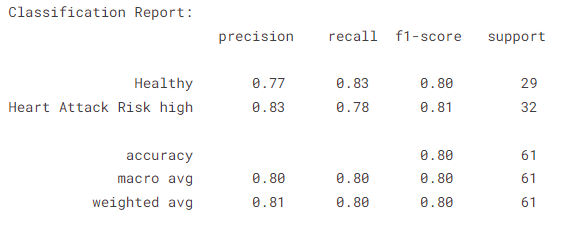 Classification Report:
precision recall f1-score support
Healthy 0.77 0.83 0.80 29
Heart Attack Risk high 0.83 0.78 0.81 32
accuracy 0.80 61
macro avg 0.80 0.80 0.80 61
weighted avg 0.81 0.80 0.80 61